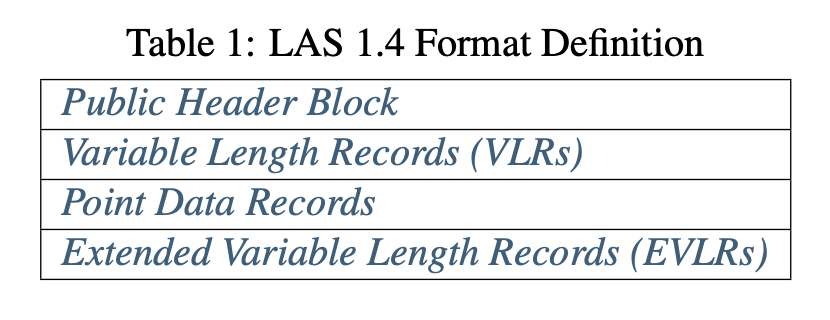 Table 1: LAS 1.4 Format Definition
Public Header Block
Variable Length Records (VLRs)
Point Data Records
Extended Variable Length Records (EVLRs)